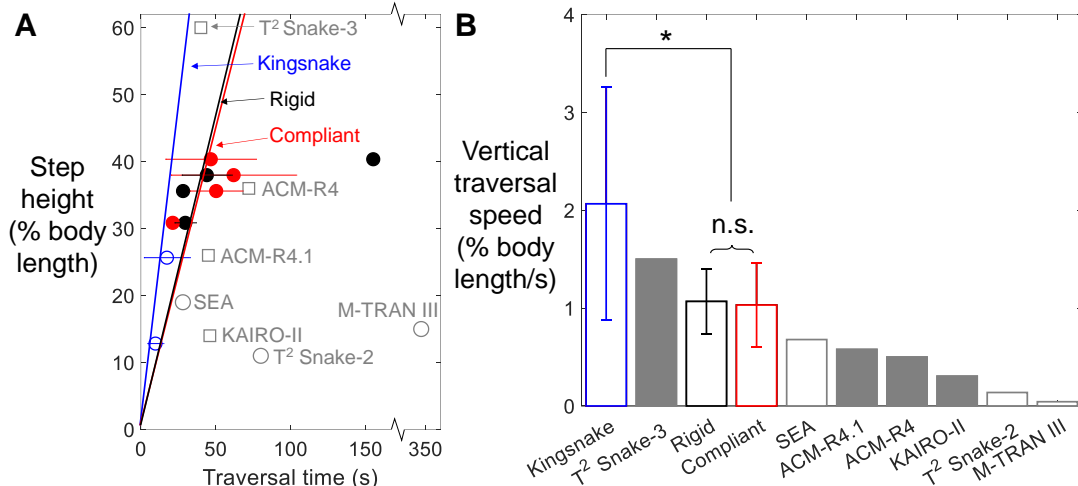 A
60
50
40
30
20
10
0
Step
height
(% body
length)
T² Snake-3
Kingsnake
Rigid
Compliant
ACM-R4
ACM-R4.1
SEA
M-TRAN III
KAIRO-II
T² Snake-2
0
50
100
150
350
Traversal time (s)
B
4
3
2
1
0
Vertical
traversal
speed
(% body
length/s)
*
n.s.
Kingsnake
T² Snake-3
Rigid
Compliant
SEA
ACM-R4.1
ACM-R4
KAIRO-II
T² Snake-2
M-TRAN III